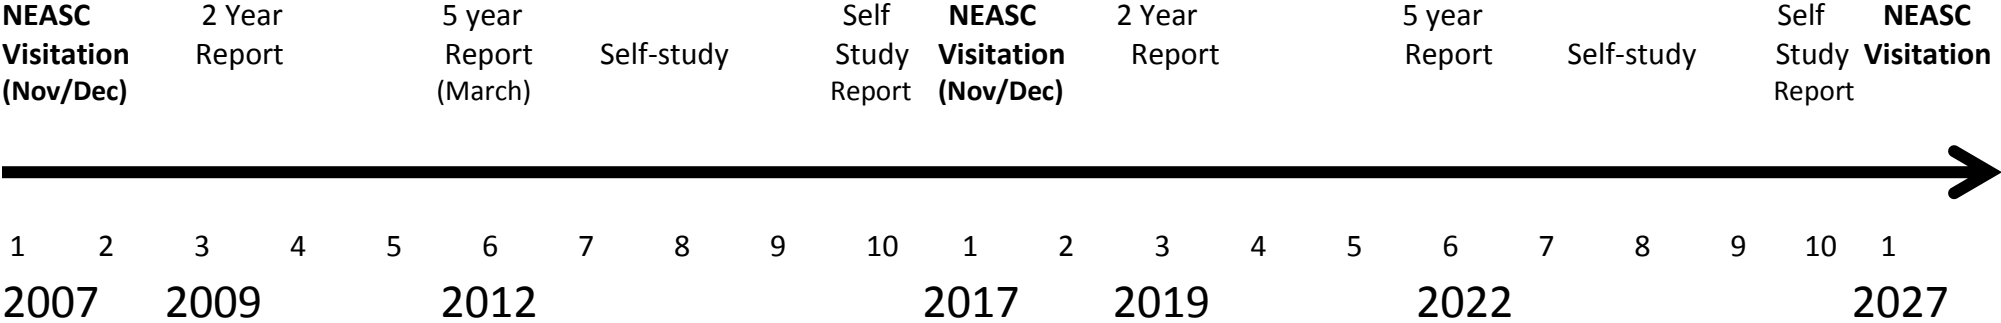 NEASC 2 Year 5 year Self NEASC 2 Year 5 year Self NEASC
Visitation Report Report Self-study Study Visitation Report Report Self-study Study Visitation
(Nov/Dec) (March) Report (Nov/Dec) Report
1 2 3 4 5 6 7 8 9 10 1 2 3 4 5 6 7 8 9 10 1
2007 2009 2012 2017 2019 2022 2027